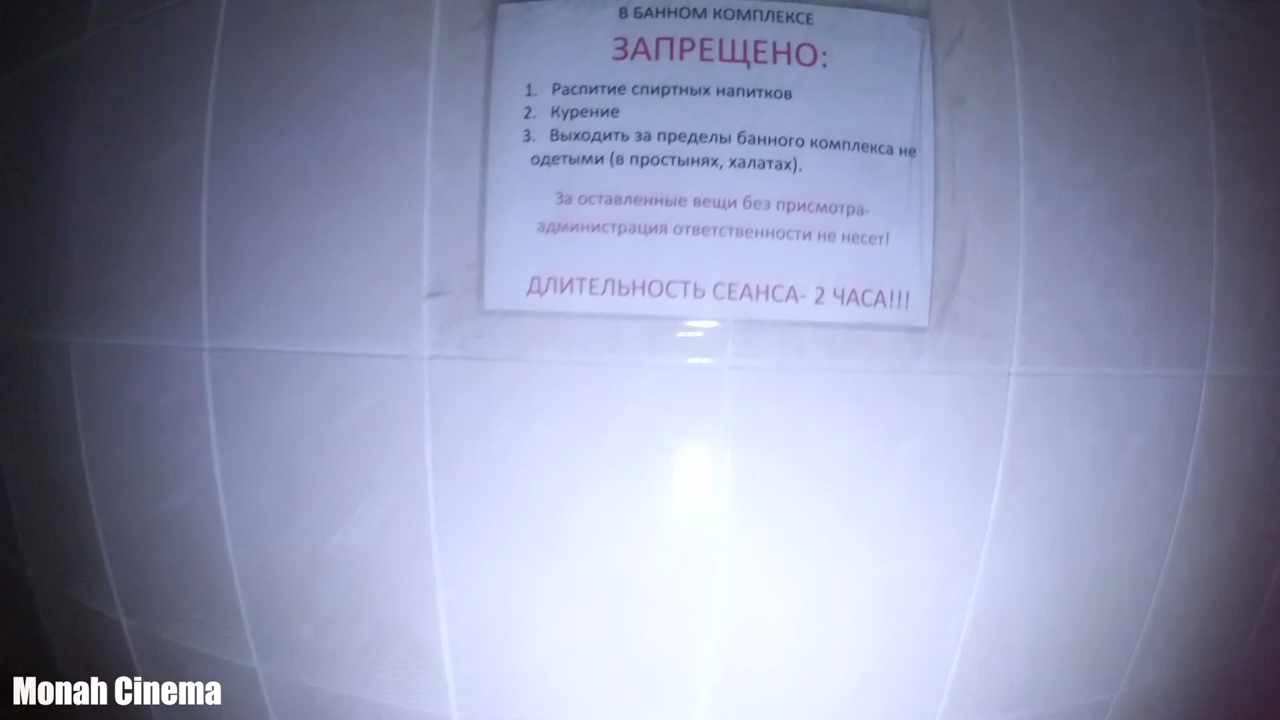 В БАННОМ КОМПЛЕКСЕ
ЗАПРЕЩЕНО:
1. Распитие спиртных напитков
2. Курение
3. Выходить за пределы банного комплекса не
одетыми (в простынях, халатах).
За оставленные вещи без присмотра-
администрация ответственности не несет!
ДЛИТЕЛЬНОСТЬ СЕАНСА- 2 ЧАСА!!!
Monah Cinema